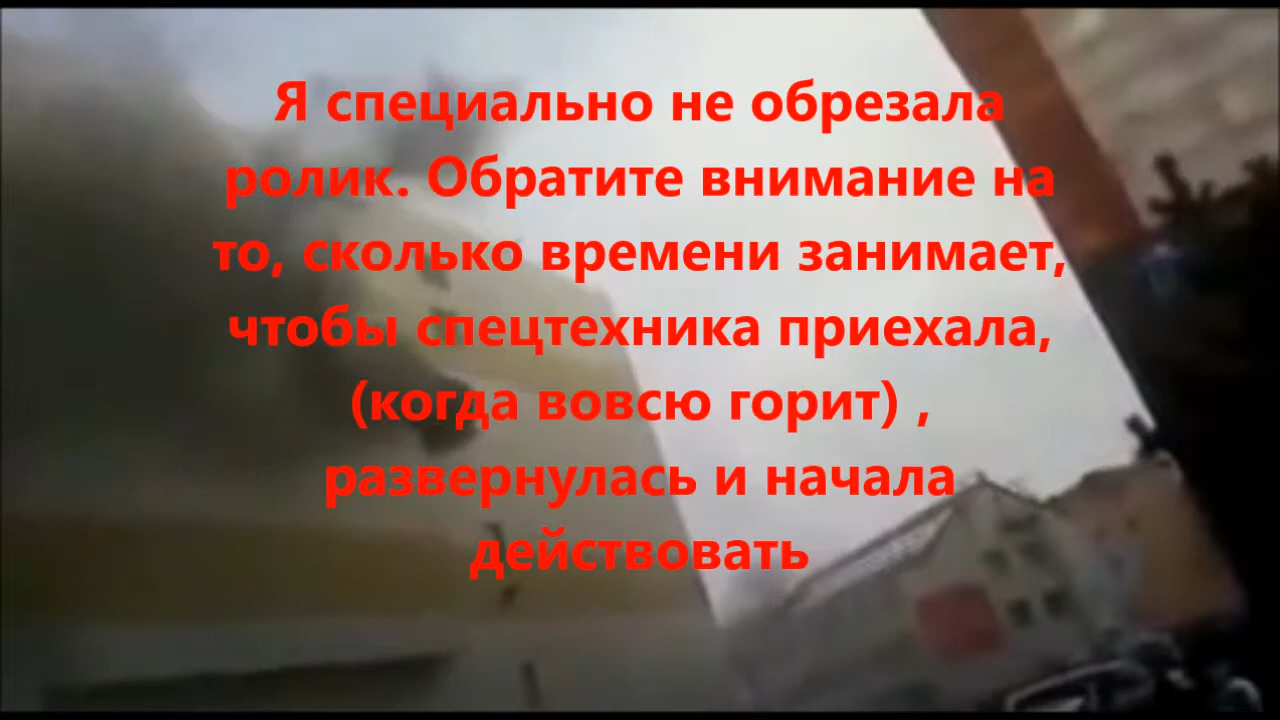 Я специально не обрезала
ролик. Обратите внимание на
то, сколько времени занимает,
чтобы спецтехника приехала,
(когда вовсю горит) ,
развернулась и начала
действовать